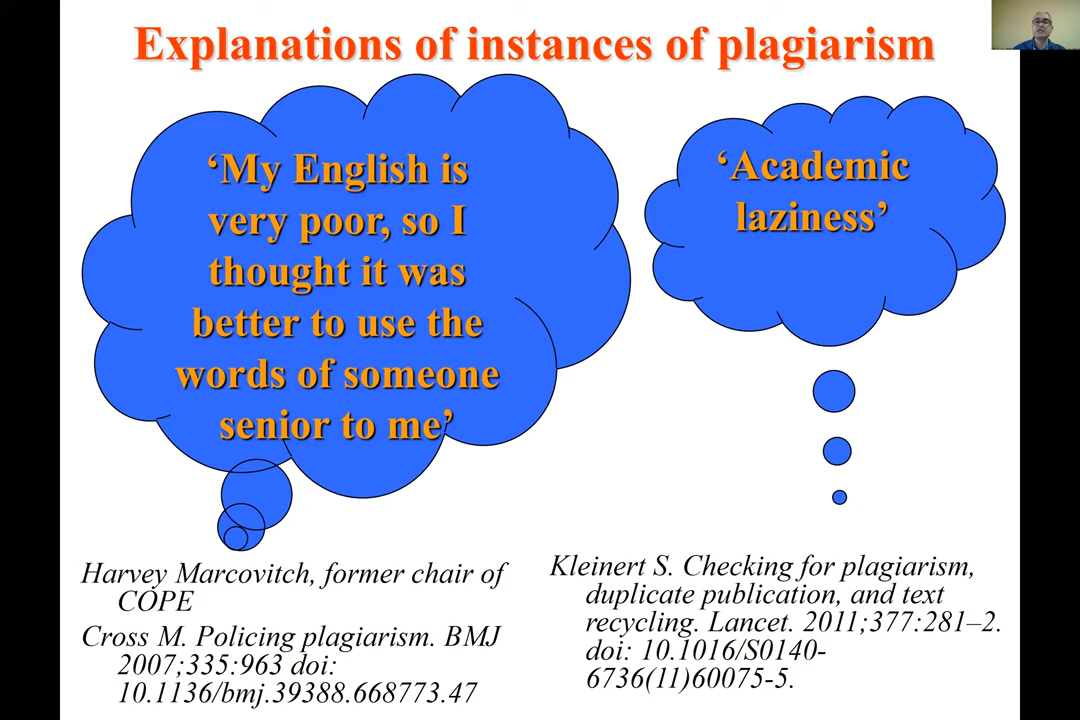 Explanations of instances of plagiarism
‘My English is
very poor, so I
thought it was
better to use the
words of someone
senior to me’
‘Academic
laziness’
Harvey Marcovitch, former chair of
COPE
Cross M. Policing plagiarism. BMJ
2007;335:963 doi:
10.1136/bmj.39388.668773.47
Kleinert S. Checking for plagiarism,
duplicate publication, and text
recycling. Lancet. 2011;377:281–2.
doi: 10.1016/S0140-
6736(11)60075-5.